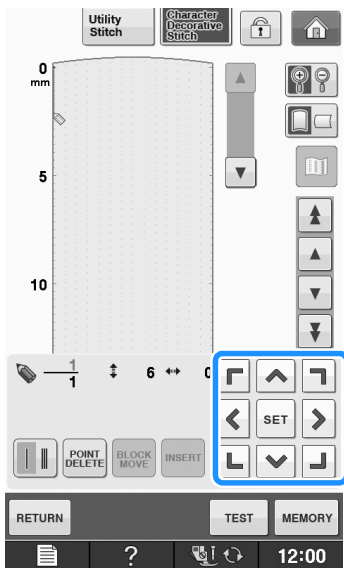 Utility
Stitch
Character
Decorative
Stitch
0
mm
5
10
1
1
6
0
SET
POINT
DELETE
BLOCK
MOVE
INSERT
RETURN
TEST
MEMORY
?
12:00